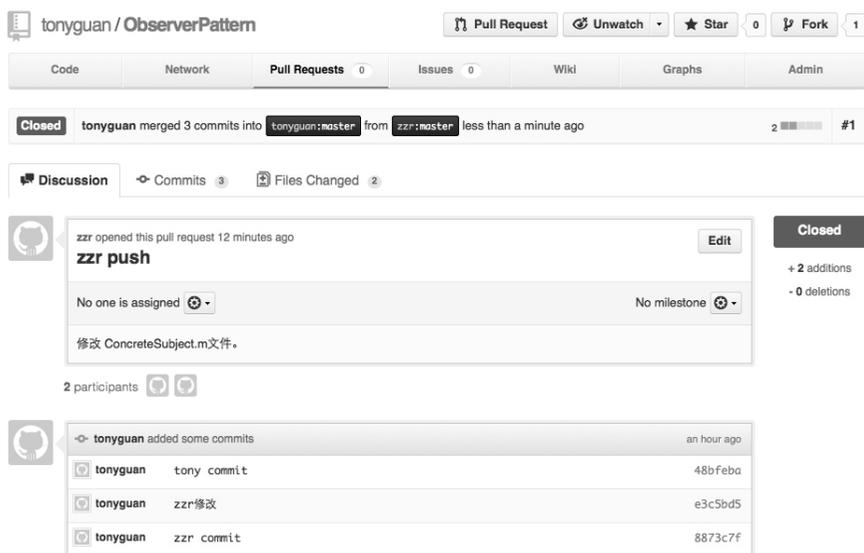 tonyguan / ObserverPattern Pull Request Unwatch Star 0 Fork 1
Code Network Pull Requests 0 Issues 0 Wiki Graphs Admin
Closed tonyguan merged 3 commits into tonyguan:master from zzr:master less than a minute ago 2 #1
Discussion Commits 3 Files Changed 2
zzr opened this pull request 12 minutes ago
zzr push
Edit
Closed
+ 2 additions
- 0 deletions
No one is assigned No milestone
修改 ConcreteSubject.m文件。
2 participants
tonyguan added some commits an hour ago
tonyguan tony commit 48bfeba
tonyguan zzr修改 e3c5bd5
tonyguan zzr commit 8873c7f